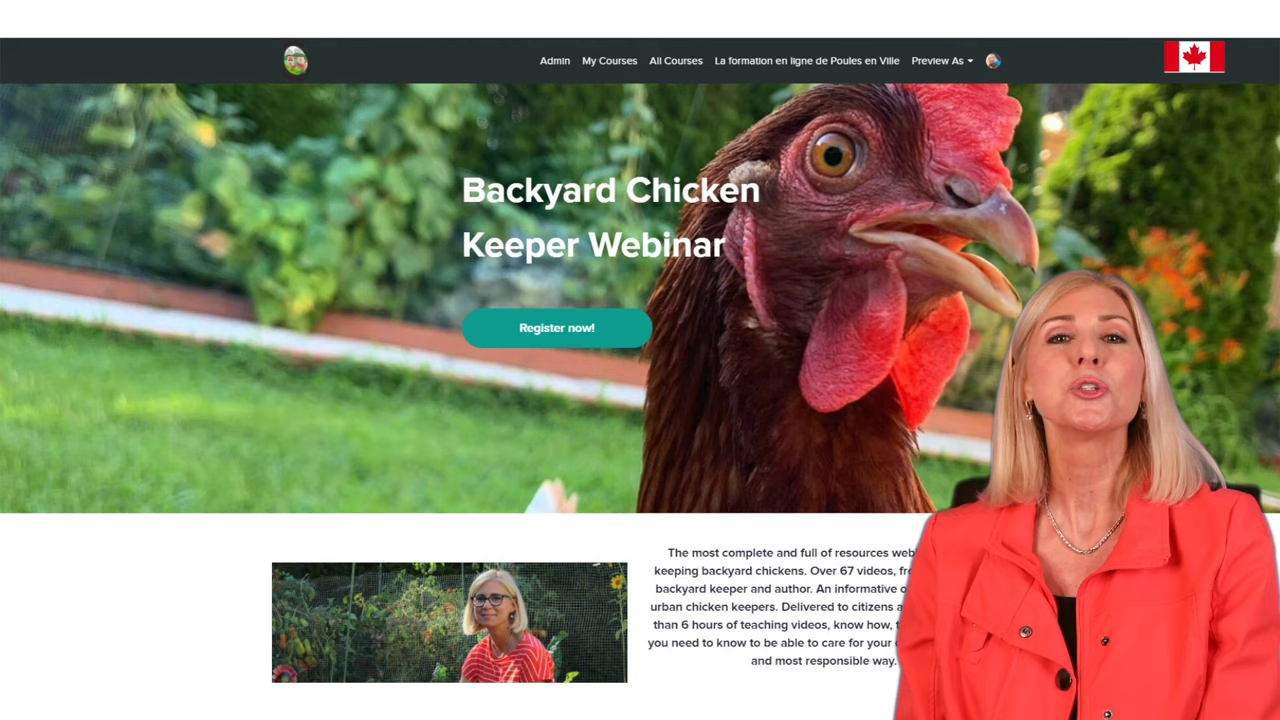 Admin My Courses All Courses La formation en ligne de Poules en Ville Preview As
Backyard Chicken
Keeper Webinar
Register now!
The most complete and full of resources
keeping backyard chickens. Over 67 videos,
backyard keeper and author. An informative
urban chicken keepers. Delivered to citizens
than 6 hours of teaching videos, know how,
you need to know to be able to care for your
and most responsible way.